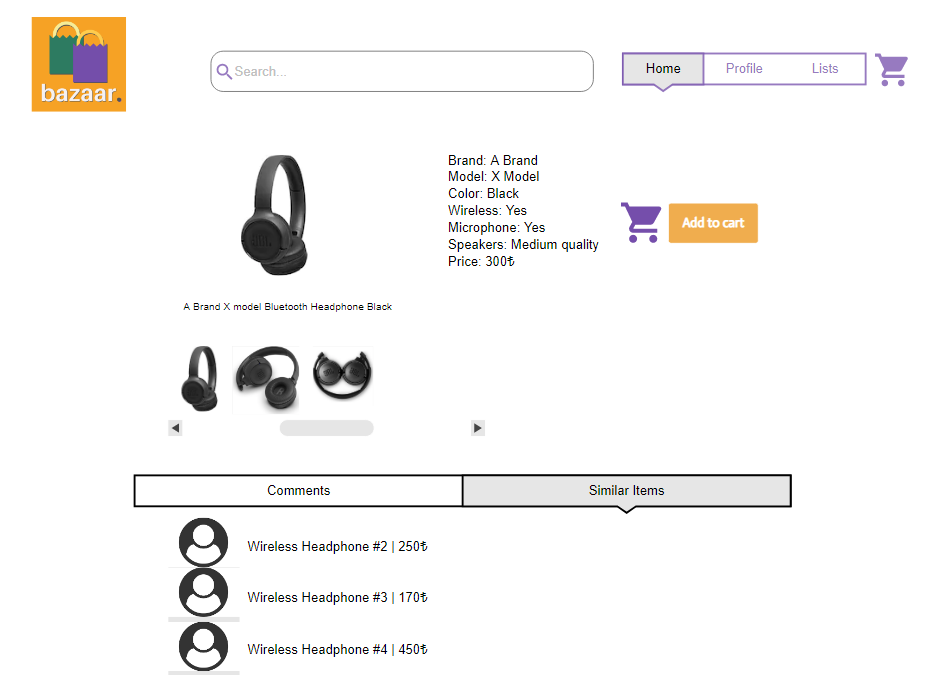 bazaar.
Search...
Home
Profile
Lists
Brand: A Brand
Model: X Model
Color: Black
Wireless: Yes
Microphone: Yes
Speakers: Medium quality
Price: 300₺
Add to cart
A Brand X model Bluetooth Headphone Black
Comments
Similar Items
Wireless Headphone #2 | 250₺
Wireless Headphone #3 | 170₺
Wireless Headphone #4 | 450₺